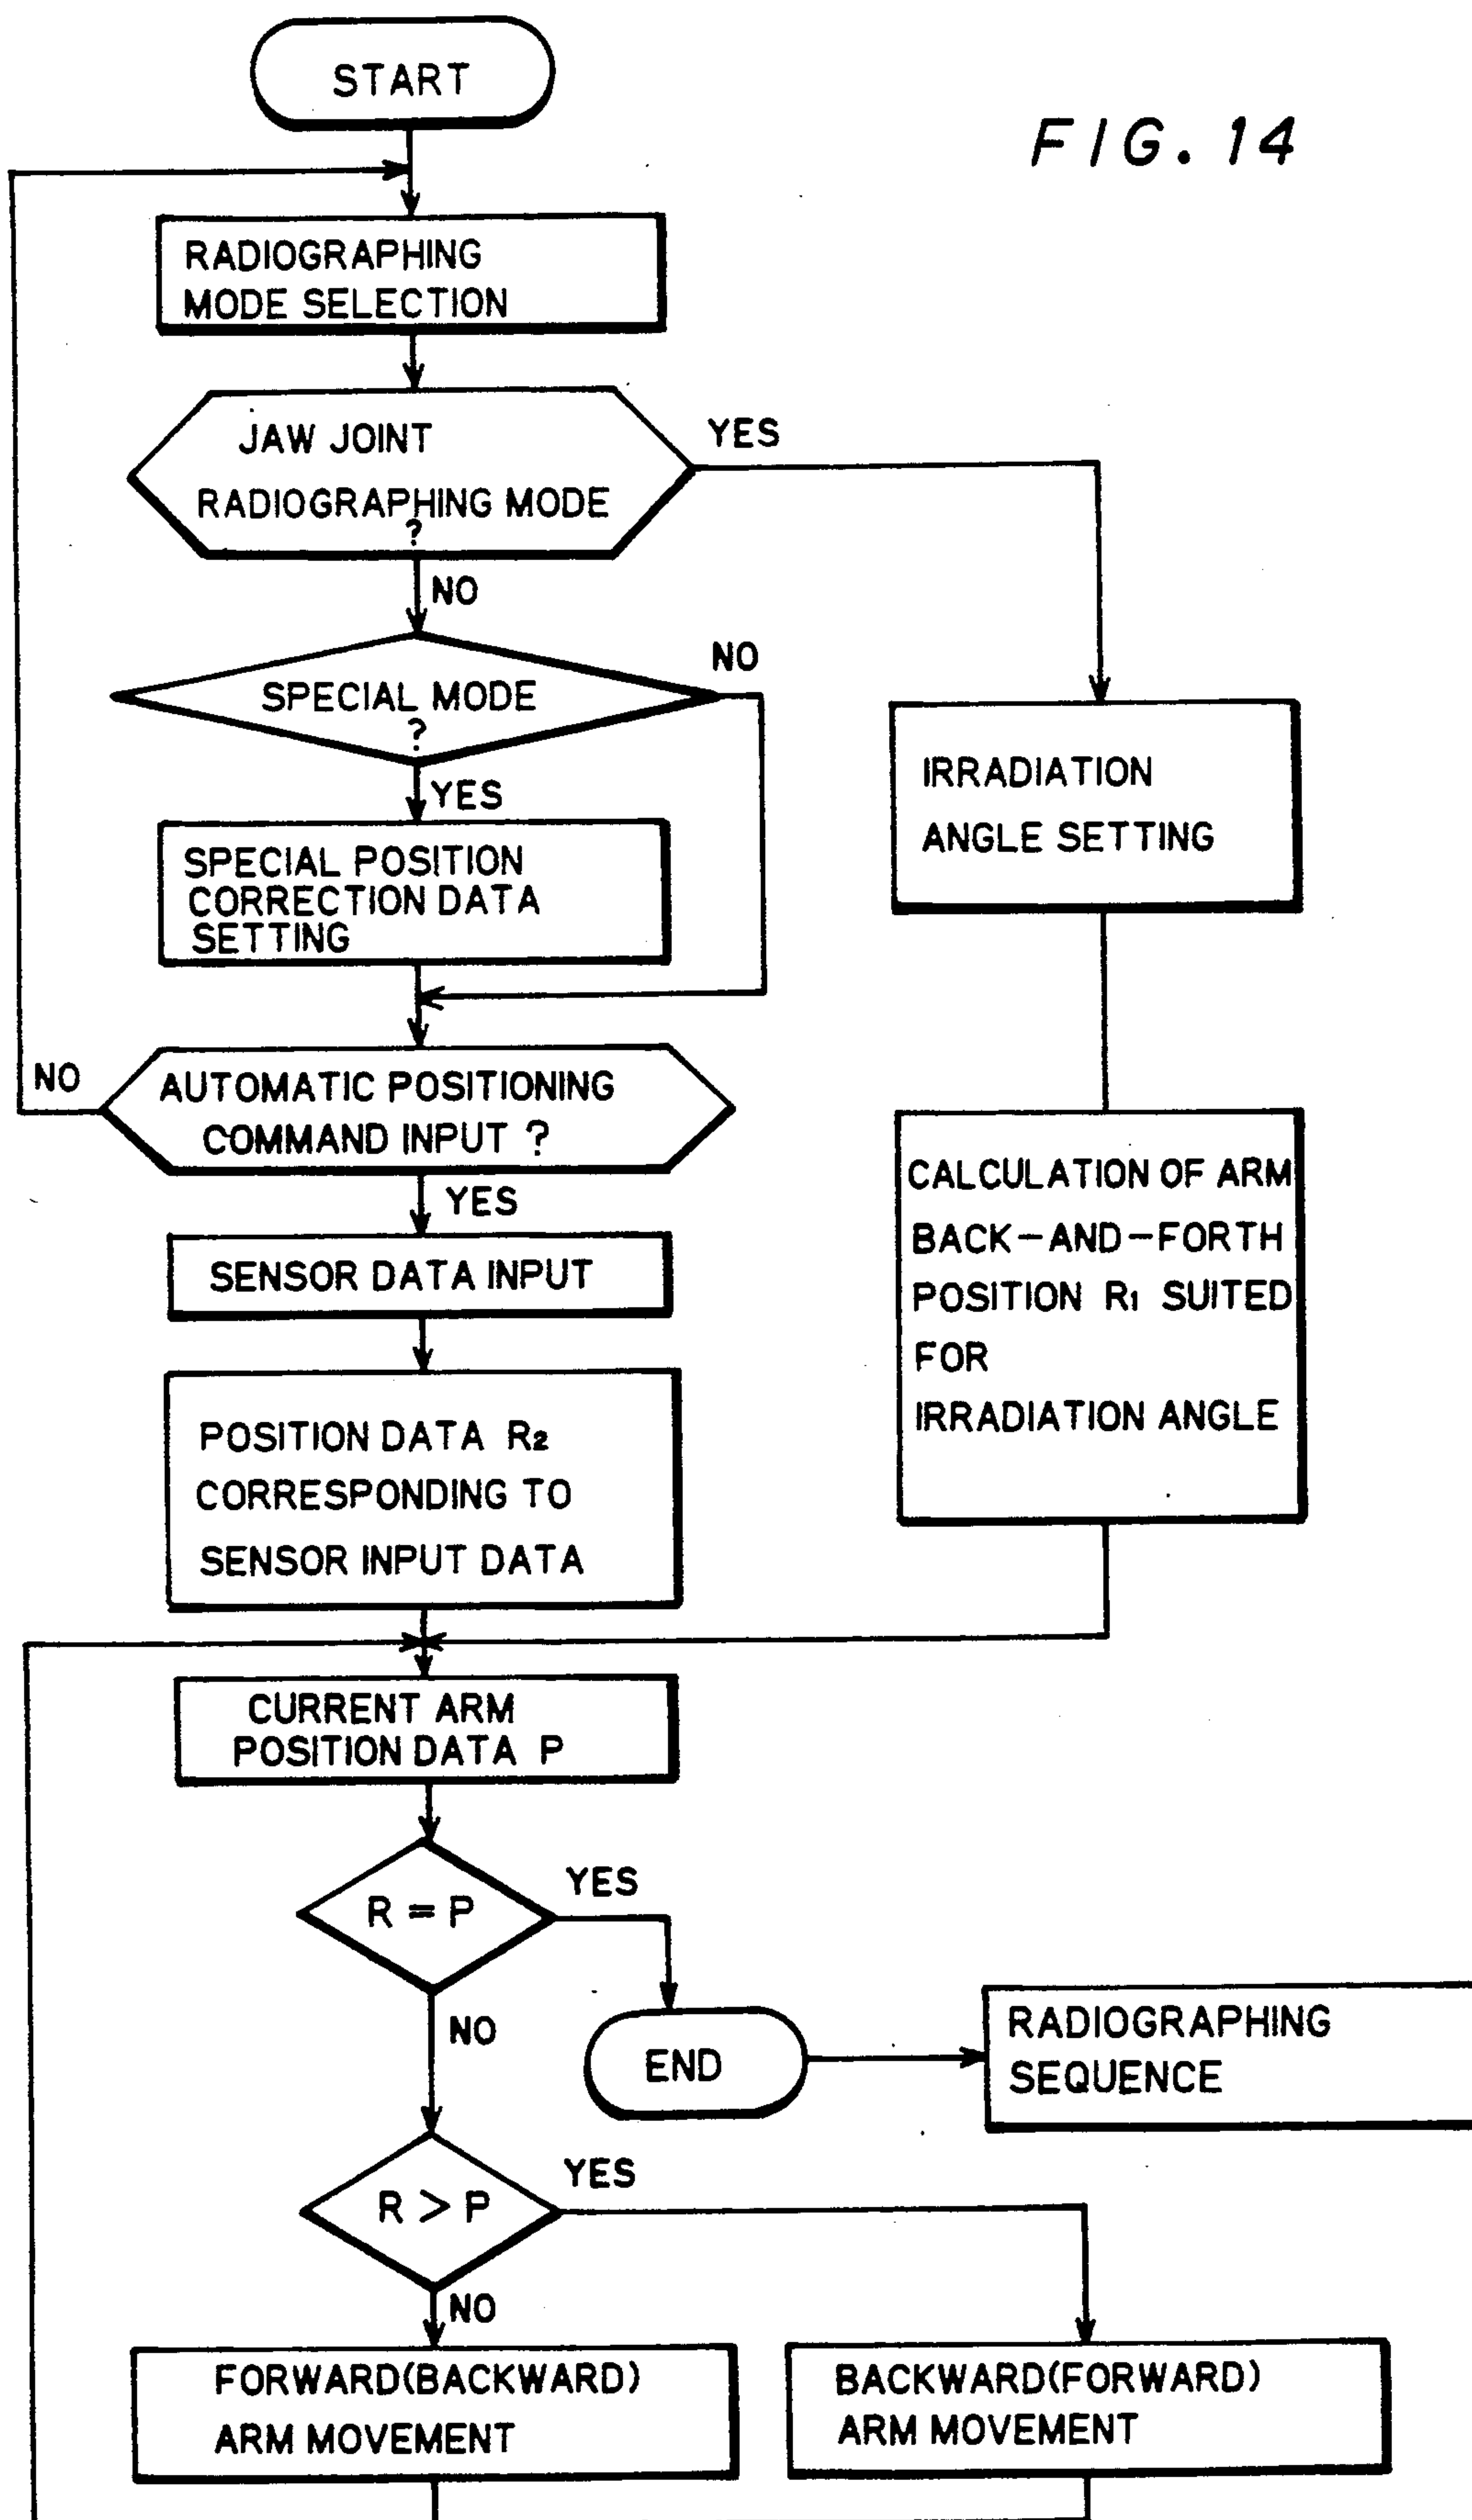 START
FIG. 14
RADIOGRAPHING
MODE SELECTION
JAW JOINT
RADIOGRAPHING MODE
?
YES
NO
SPECIAL MODE
?
NO
YES
IRRADIATION
ANGLE SETTING
SPECIAL POSITION
CORRECTION DATA
SETTING
NO
AUTOMATIC POSITIONING
COMMAND INPUT ?
YES
CALCULATION OF ARM
BACK-AND-FORTH
POSITION R1 SUITED
FOR
IRRADIATION ANGLE
SENSOR DATA INPUT
POSITION DATA R2
CORRESPONDING TO
SENSOR INPUT DATA
CURRENT ARM
POSITION DATA P
R = P
YES
NO
END
RADIOGRAPHING
SEQUENCE
R > P
YES
NO
FORWARD(BACKWARD)
ARM MOVEMENT
BACKWARD(FORWARD)
ARM MOVEMENT